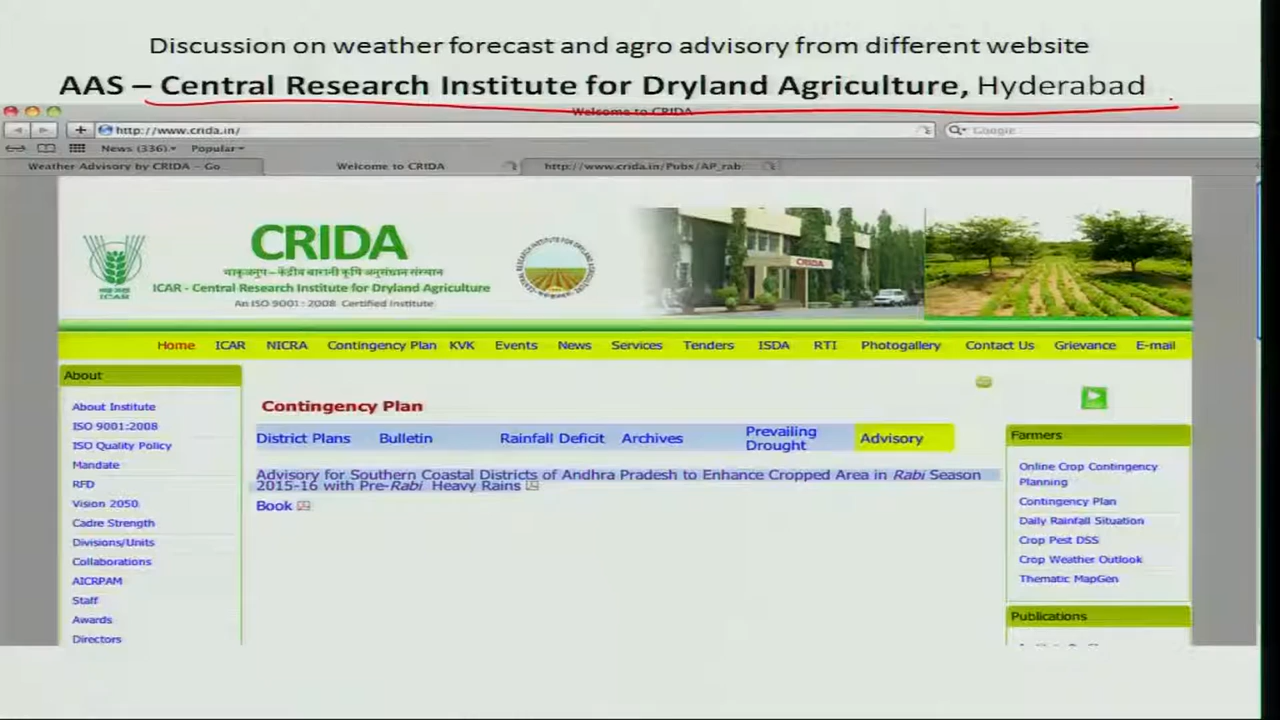 Discussion on weather forecast and agro advisory from different website
AAS – Central Research Institute for Dryland Agriculture, Hyderabad
Welcome to CRIDA
http://www.crida.in/
Google
News (336) Popular
Weather Advisory by CRIDA – Go
Welcome to CRIDA
http://www.crida.in/Pubs/AP_rab
CRIDA
भाकृअनुप – केंद्रीय बारानी कृषि अनुसंधान संस्थान
ICAR - Central Research Institute for Dryland Agriculture
An ISO 9001 : 2008 Certified Institute
ICAR
CRIDA
Home ICAR NICRA Contingency Plan KVK Events News Services Tenders ISDA RTI Photogallery Contact Us Grievance E-mail
About
About Institute
ISO 9001:2008
ISO Quality Policy
Mandate
RFD
Vision 2050
Cadre Strength
Divisions/Units
Collaborations
AICRPAM
Staff
Awards
Directors
Contingency Plan
District Plans Bulletin Rainfall Deficit Archives Prevailing Drought Advisory
Advisory for Southern Coastal Districts of Andhra Pradesh to Enhance Cropped Area in Rabi Season
2015-16 with Pre-Rabi Heavy Rains
Book
Farmers
Online Crop Contingency
Planning
Contingency Plan
Daily Rainfall Situation
Crop Pest DSS
Crop Weather Outlook
Thematic MapGen
Publications